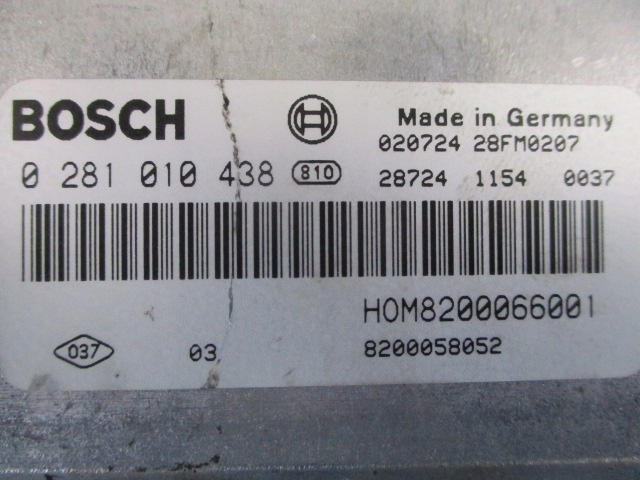 BOSCH
Made in Germany
020724 28FM0207
0 281 010 438 810
28724 1154 0037
HOM8200066001
037 03 8200058052